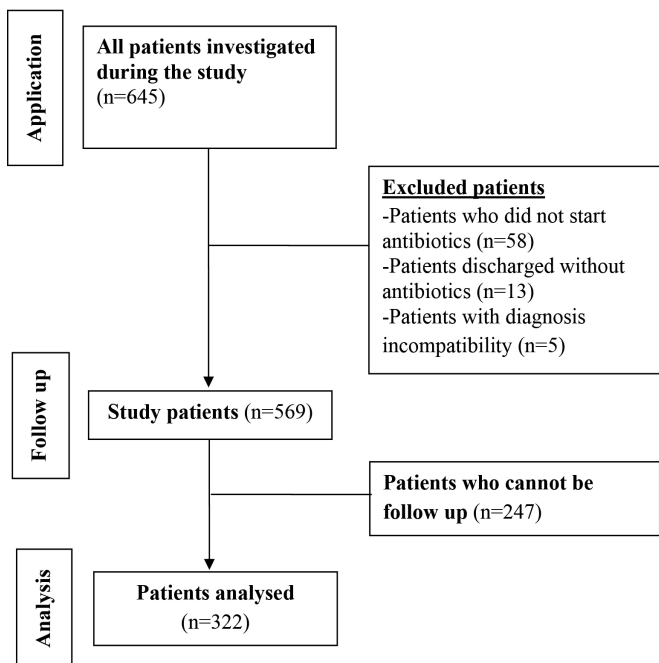 Application
All patients investigated
during the study
(n=645)
Excluded patients
-Patients who did not start
antibiotics (n=58)
-Patients discharged without
antibiotics (n=13)
-Patients with diagnosis
incompatibility (n=5)
Follow up
Study patients (n=569)
Patients who cannot be
follow up (n=247)
Analysis
Patients analysed
(n=322)